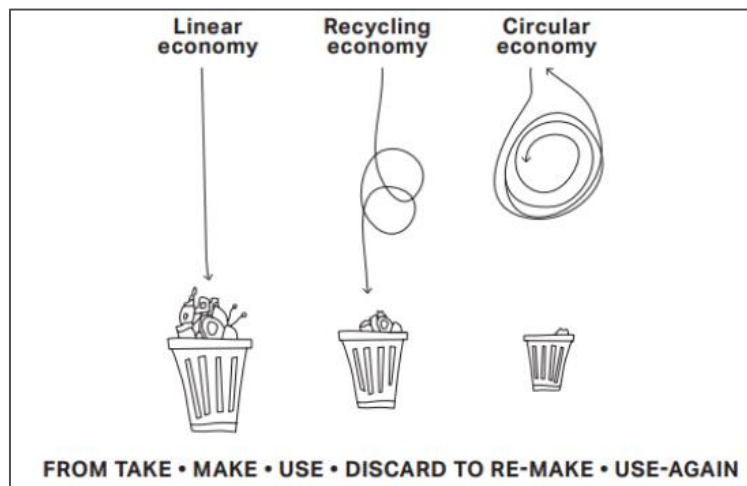 Linear economy
Recycling economy
Circular economy
FROM TAKE • MAKE • USE • DISCARD TO RE-MAKE • USE-AGAIN